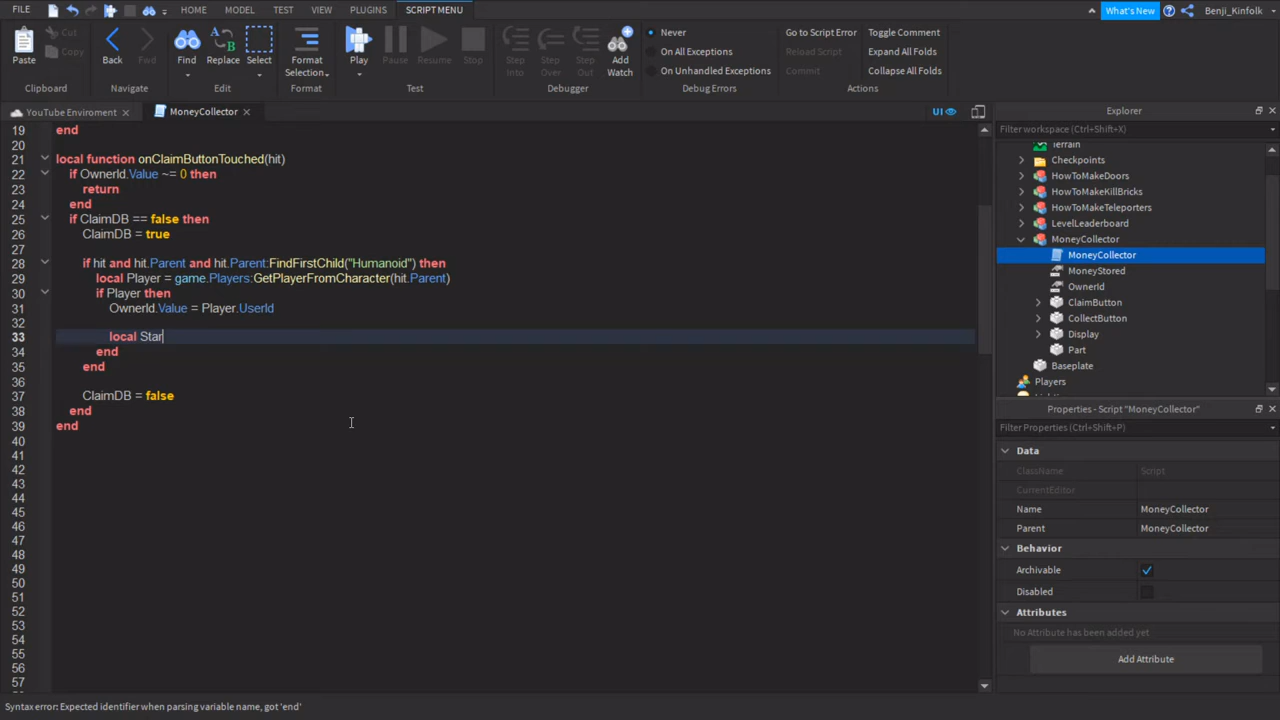 FILE HOME MODEL TEST VIEW PLUGINS SCRIPT MENU What's New Benji_Kinfolk
Paste Cut Copy Back Fwd Find Replace Select Format Selection Play Pause Resume Stop Step Into Step Over Step Out Add Watch
Never
On All Exceptions
On Unhandled Exceptions
Go to Script Error
Reload Script
Commit
Toggle Comment
Expand All Folds
Collapse All Folds
Clipboard Navigate Edit Format Test Debugger Debug Errors Actions
YouTube Enviroment MoneyCollector UI
19 end
20
21 local function onClaimButtonTouched(hit)
22 if OwnerId.Value ~= 0 then
23 return
24 end
25 if ClaimDB == false then
26 ClaimDB = true
27
28 if hit and hit.Parent and hit.Parent:FindFirstChild("Humanoid") then
29 local Player = game.Players:GetPlayerFromCharacter(hit.Parent)
30 if Player then
31 OwnerId.Value = Player.UserId
32
33 local Star
34 end
35 end
36
37 ClaimDB = false
38 end
39 end
40
41
42
43
44
45
46
47
48
49
50
51
52
53
54
55
56
57
Syntax error: Expected identifier when parsing variable name, got 'end'
Explorer
Filter workspace (Ctrl+Shift+X)
Terrain
Checkpoints
HowToMakeDoors
HowToMakeKillBricks
HowToMakeTeleporters
LevelLeaderboard
MoneyCollector
MoneyCollector
MoneyStored
OwnerId
ClaimButton
CollectButton
Display
Part
Baseplate
Players
Properties - Script "MoneyCollector"
Filter Properties (Ctrl+Shift+P)
Data
ClassName Script
CurrentEditor
Name MoneyCollector
Parent MoneyCollector
Behavior
Archivable
Disabled
Attributes
No Attribute has been added yet
Add Attribute